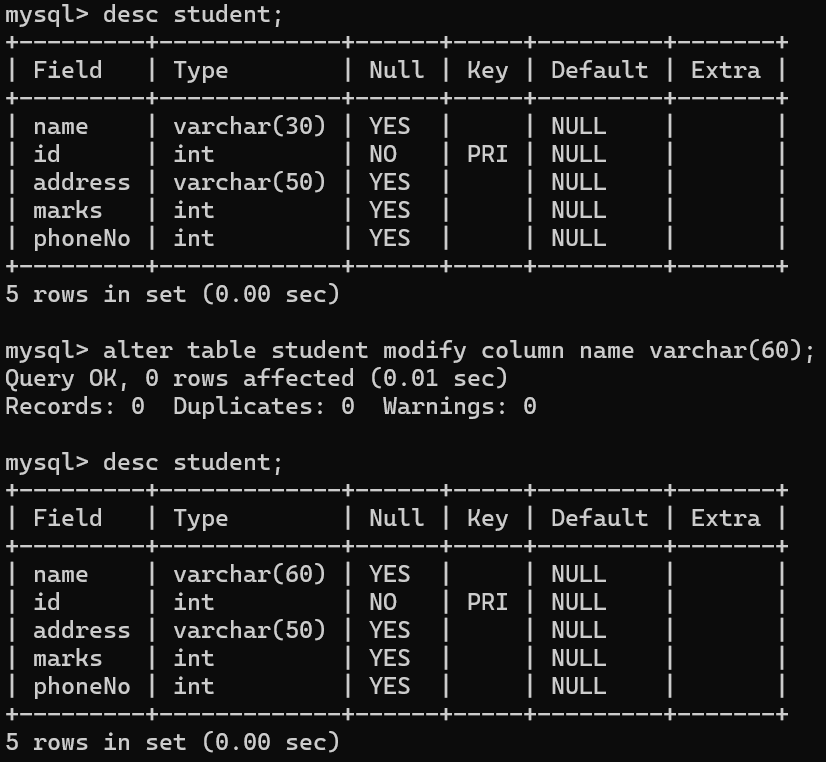 mysql> desc student;
+---------+-------------+------+-----+---------+-------+
| Field   | Type        | Null | Key | Default | Extra |
+---------+-------------+------+-----+---------+-------+
| name    | varchar(30) | YES  |     | NULL    |       |
| id      | int         | NO   | PRI | NULL    |       |
| address | varchar(50) | YES  |     | NULL    |       |
| marks   | int         | YES  |     | NULL    |       |
| phoneNo | int         | YES  |     | NULL    |       |
+---------+-------------+------+-----+---------+-------+
5 rows in set (0.00 sec)

mysql> alter table student modify column name varchar(60);
Query OK, 0 rows affected (0.01 sec)
Records: 0  Duplicates: 0  Warnings: 0

mysql> desc student;
+---------+-------------+------+-----+---------+-------+
| Field   | Type        | Null | Key | Default | Extra |
+---------+-------------+------+-----+---------+-------+
| name    | varchar(60) | YES  |     | NULL    |       |
| id      | int         | NO   | PRI | NULL    |       |
| address | varchar(50) | YES  |     | NULL    |       |
| marks   | int         | YES  |     | NULL    |       |
| phoneNo | int         | YES  |     | NULL    |       |
+---------+-------------+------+-----+---------+-------+
5 rows in set (0.00 sec)